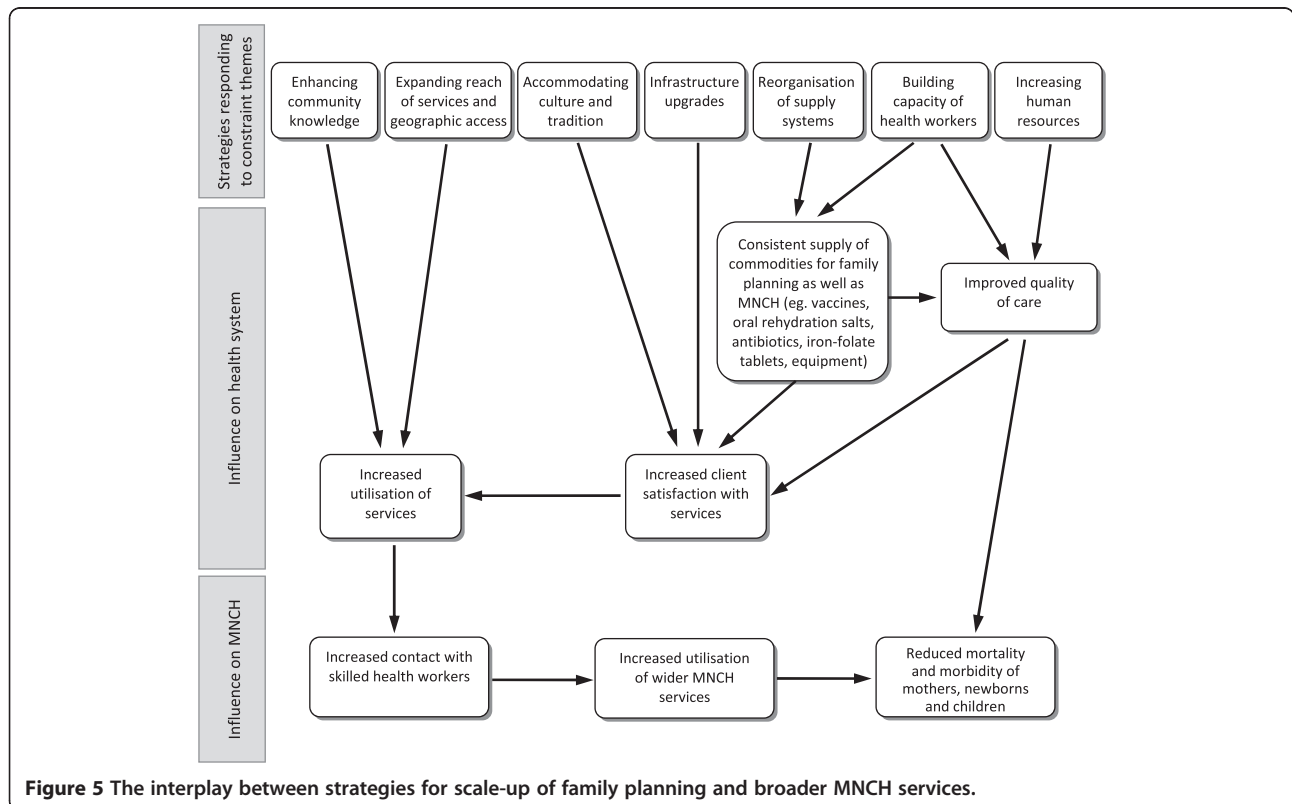 Strategies responding
to constraint themes
Enhancing
community
knowledge
Expanding reach
of services and
geographic access
Accommodating
culture and
tradition
Infrastructure
upgrades
Reorganisation
of supply
systems
Building
capacity of
health workers
Increasing
human
resources
Influence on health system
Consistent supply of
commodities for family
planning as well as
MNCH (eg. vaccines,
oral rehydration salts,
antibiotics, iron-folate
tablets, equipment)
Improved quality
of care
Increased
utilisation of
services
Increased client
satisfaction with
services
Influence on MNCH
Increased contact with
skilled health workers
Increased utilisation
of wider MNCH
services
Reduced mortality
and morbidity of
mothers, newborns
and children
Figure 5 The interplay between strategies for scale-up of family planning and broader MNCH services.